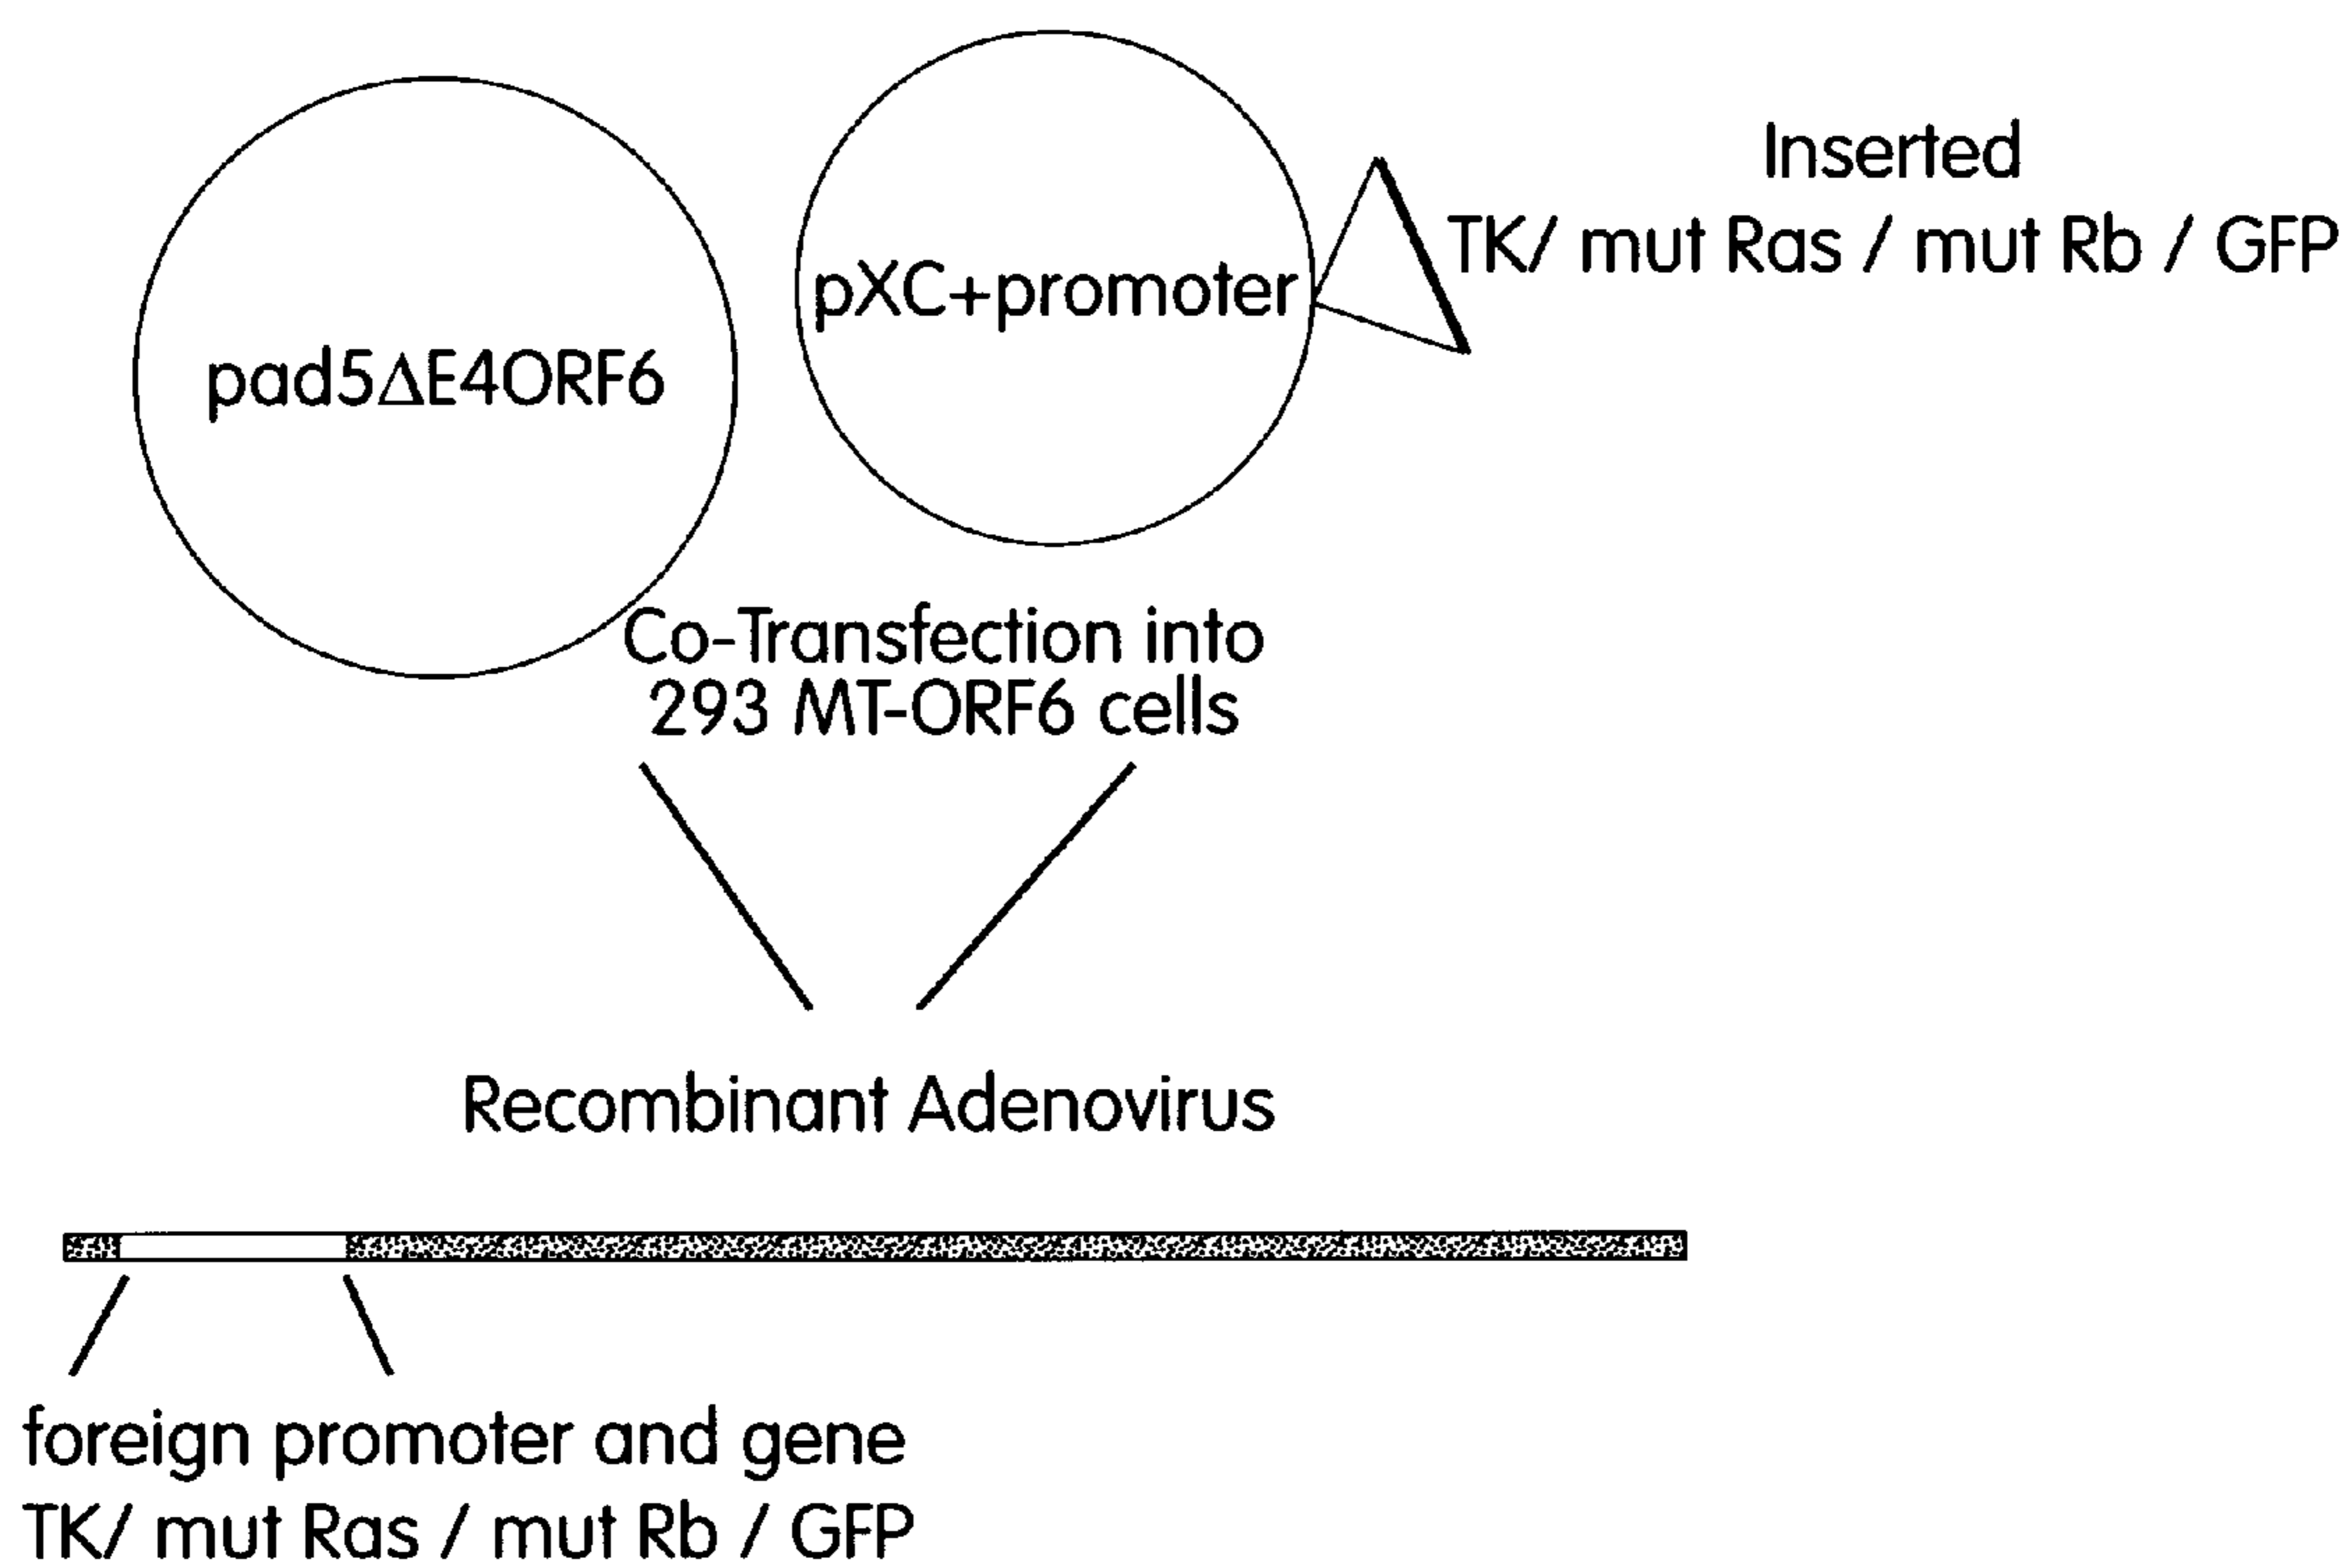 Inserted
TK/ mut Ras / mut Rb / GFP
pXC+promoter
pad5ΔE4ORF6
Co-Transfection into
293 MT-ORF6 cells
Recombinant Adenovirus
foreign promoter and gene
TK/ mut Ras / mut Rb / GFP